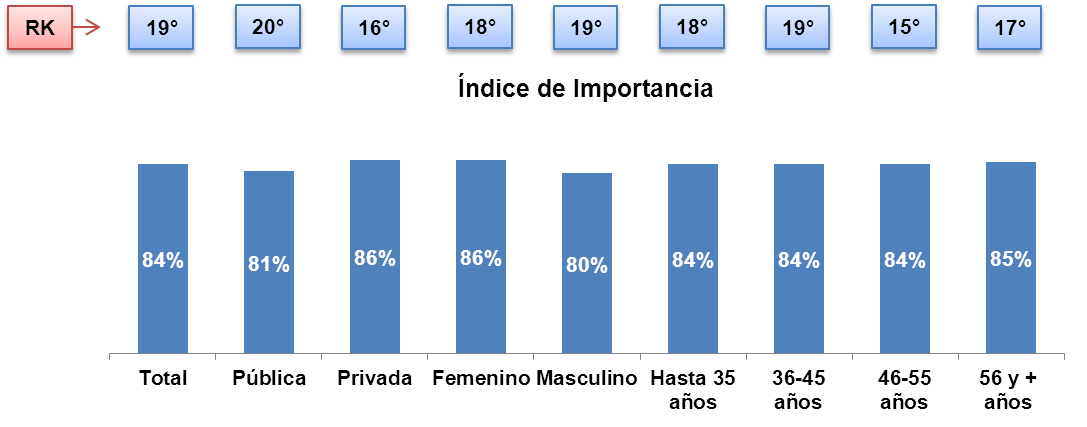 RK 19° 20° 16° 18° 19° 18° 19° 15° 17°
Índice de Importancia
84% 81% 86% 86% 80% 84% 84% 84% 85%
Total Pública Privada Femenino Masculino Hasta 35 36-45 46-55 56 y +
años años años años